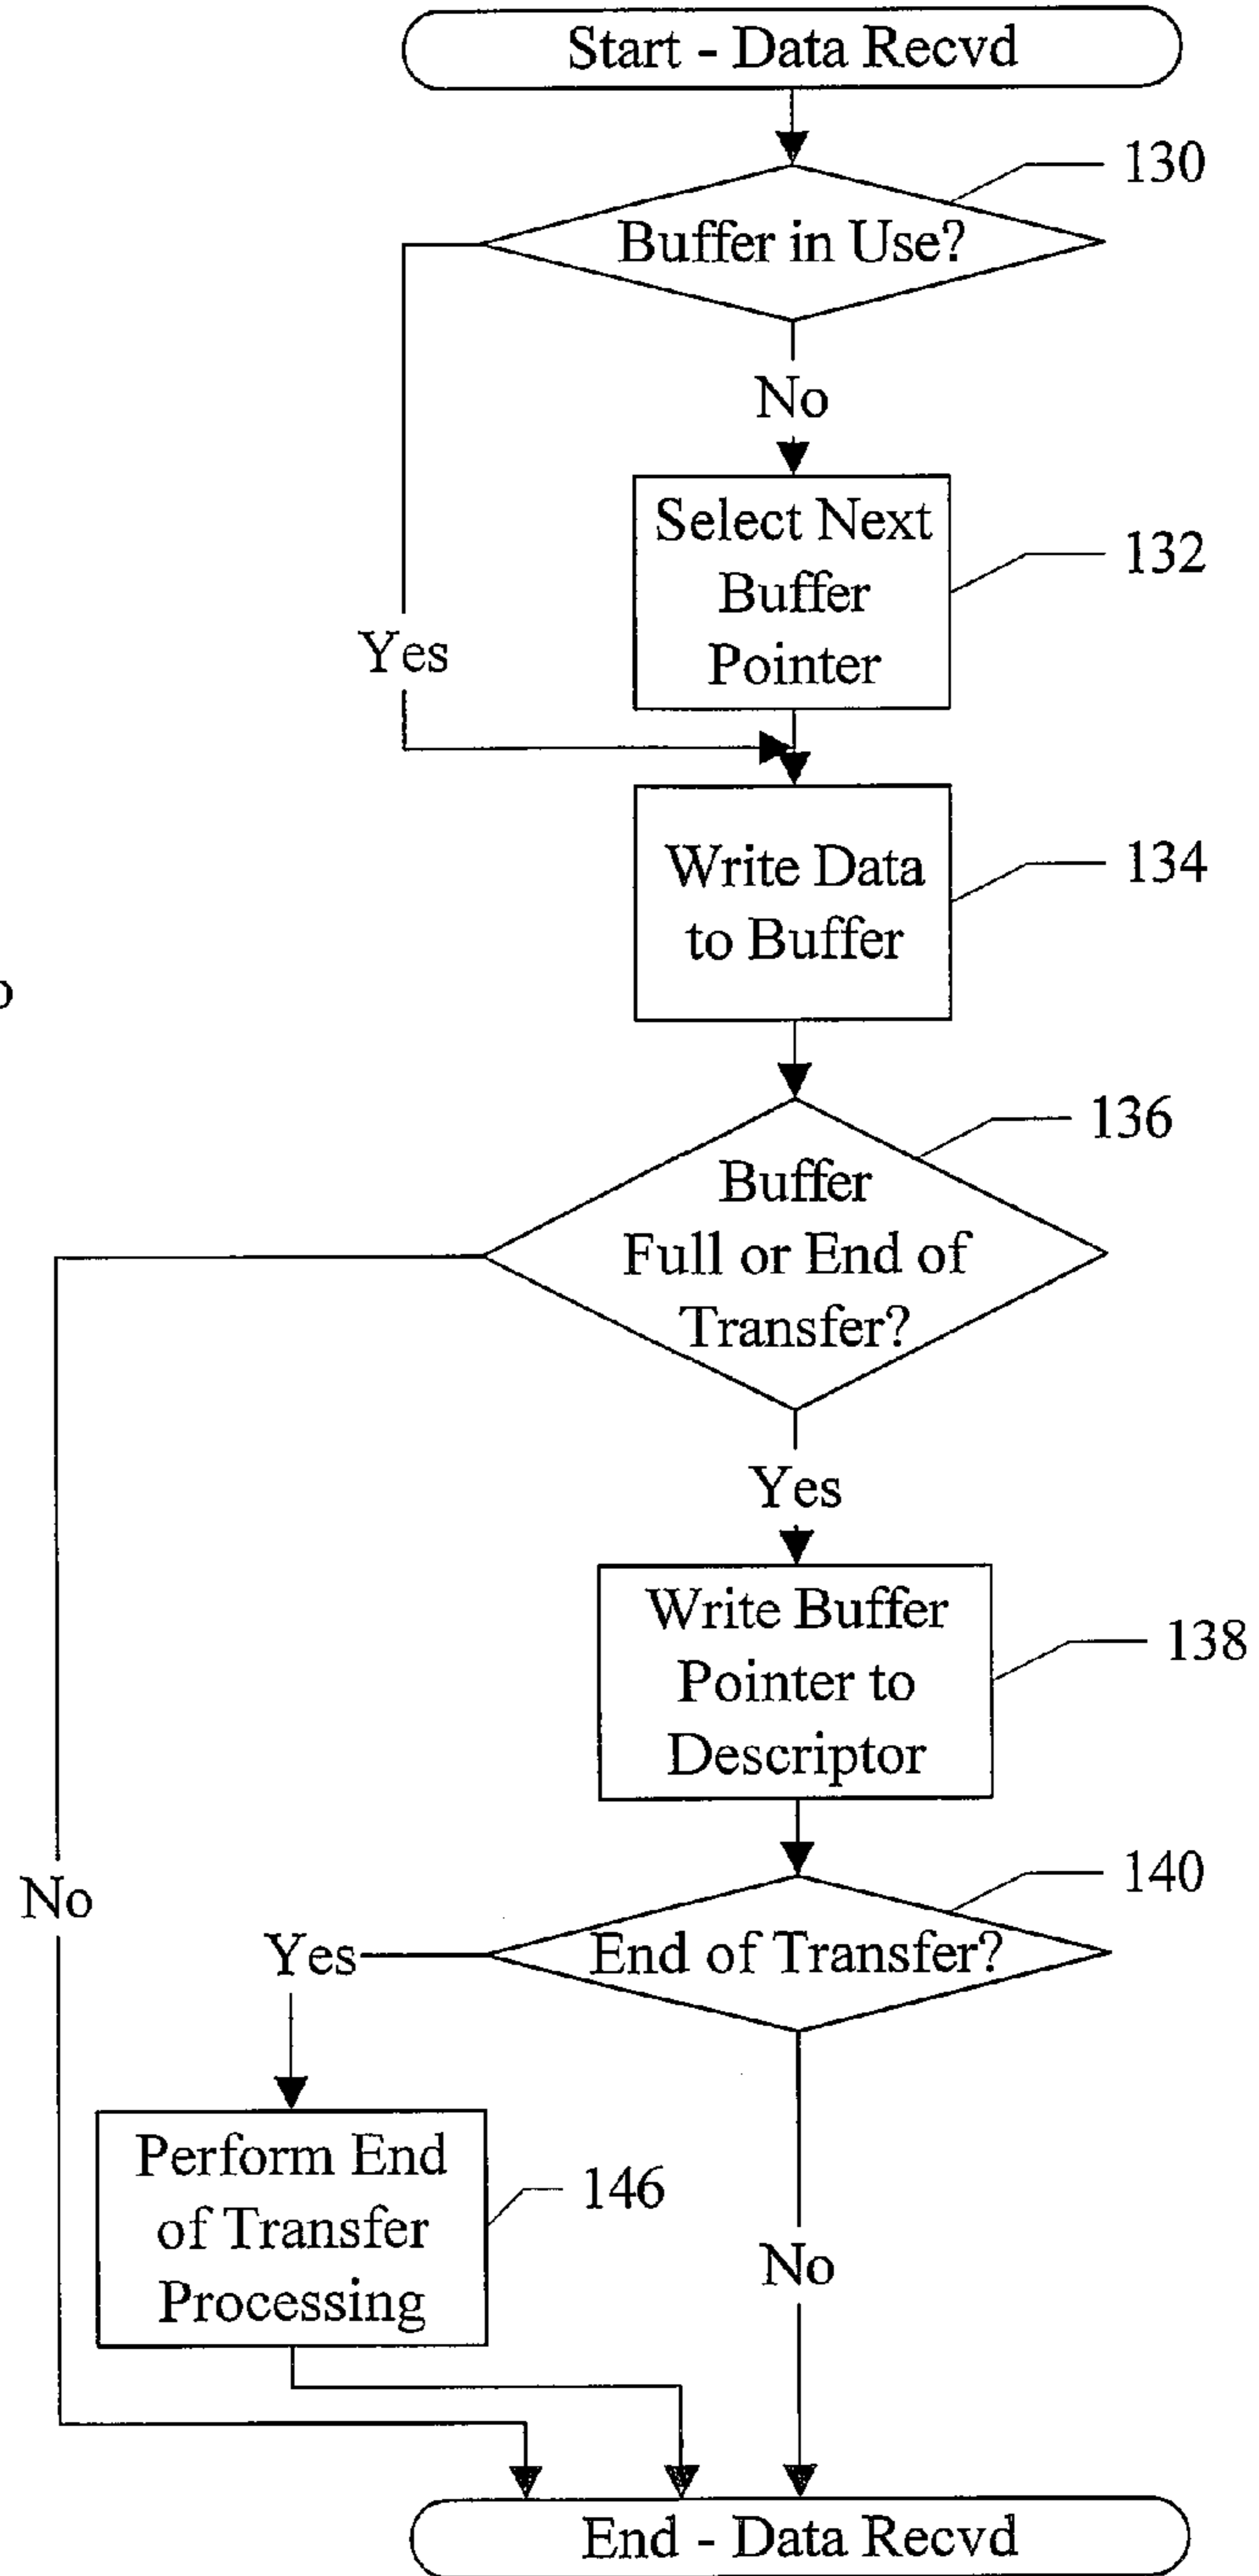 Start - Data Recvd
130
Buffer in Use?
No
Select Next
Buffer
Pointer
132
Yes
Write Data
to Buffer
134
136
Buffer
Full or End of
Transfer?
Yes
Write Buffer
Pointer to
Descriptor
138
No
140
End of Transfer?
Yes
Perform End
of Transfer
Processing
146
No
End - Data Recvd